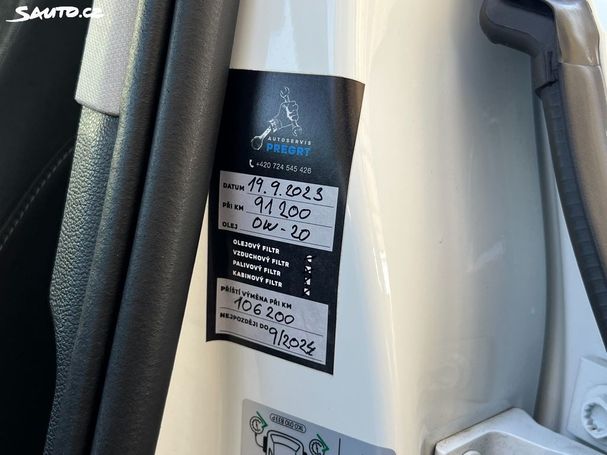 Sauto.cz
AUTOSERVIS
PREGRT
+420 724 545 426
DATUM 19.9.2023
PŘI KM 91 200
OLEJ 0W-20
OLEJOVÝ FILTR
VZDUCHOVÝ FILTR
PALIVOVÝ FILTR
KABINOVÝ FILTR
PŘÍŠTÍ VÝMĚNA PŘI KM
106 200
NEJPOZDĚJI DO 9/2024